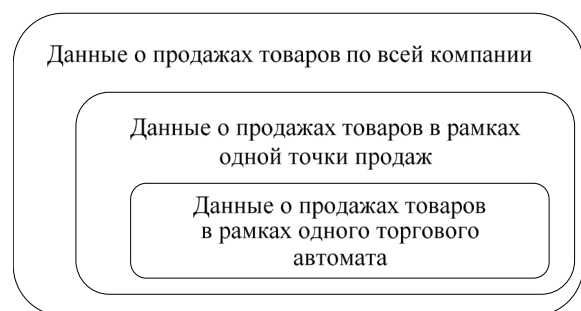 Данные о продажах товаров по всей компании
Данные о продажах товаров в рамках
одной точки продаж
Данные о продажах товаров
в рамках одного торгового
автомата